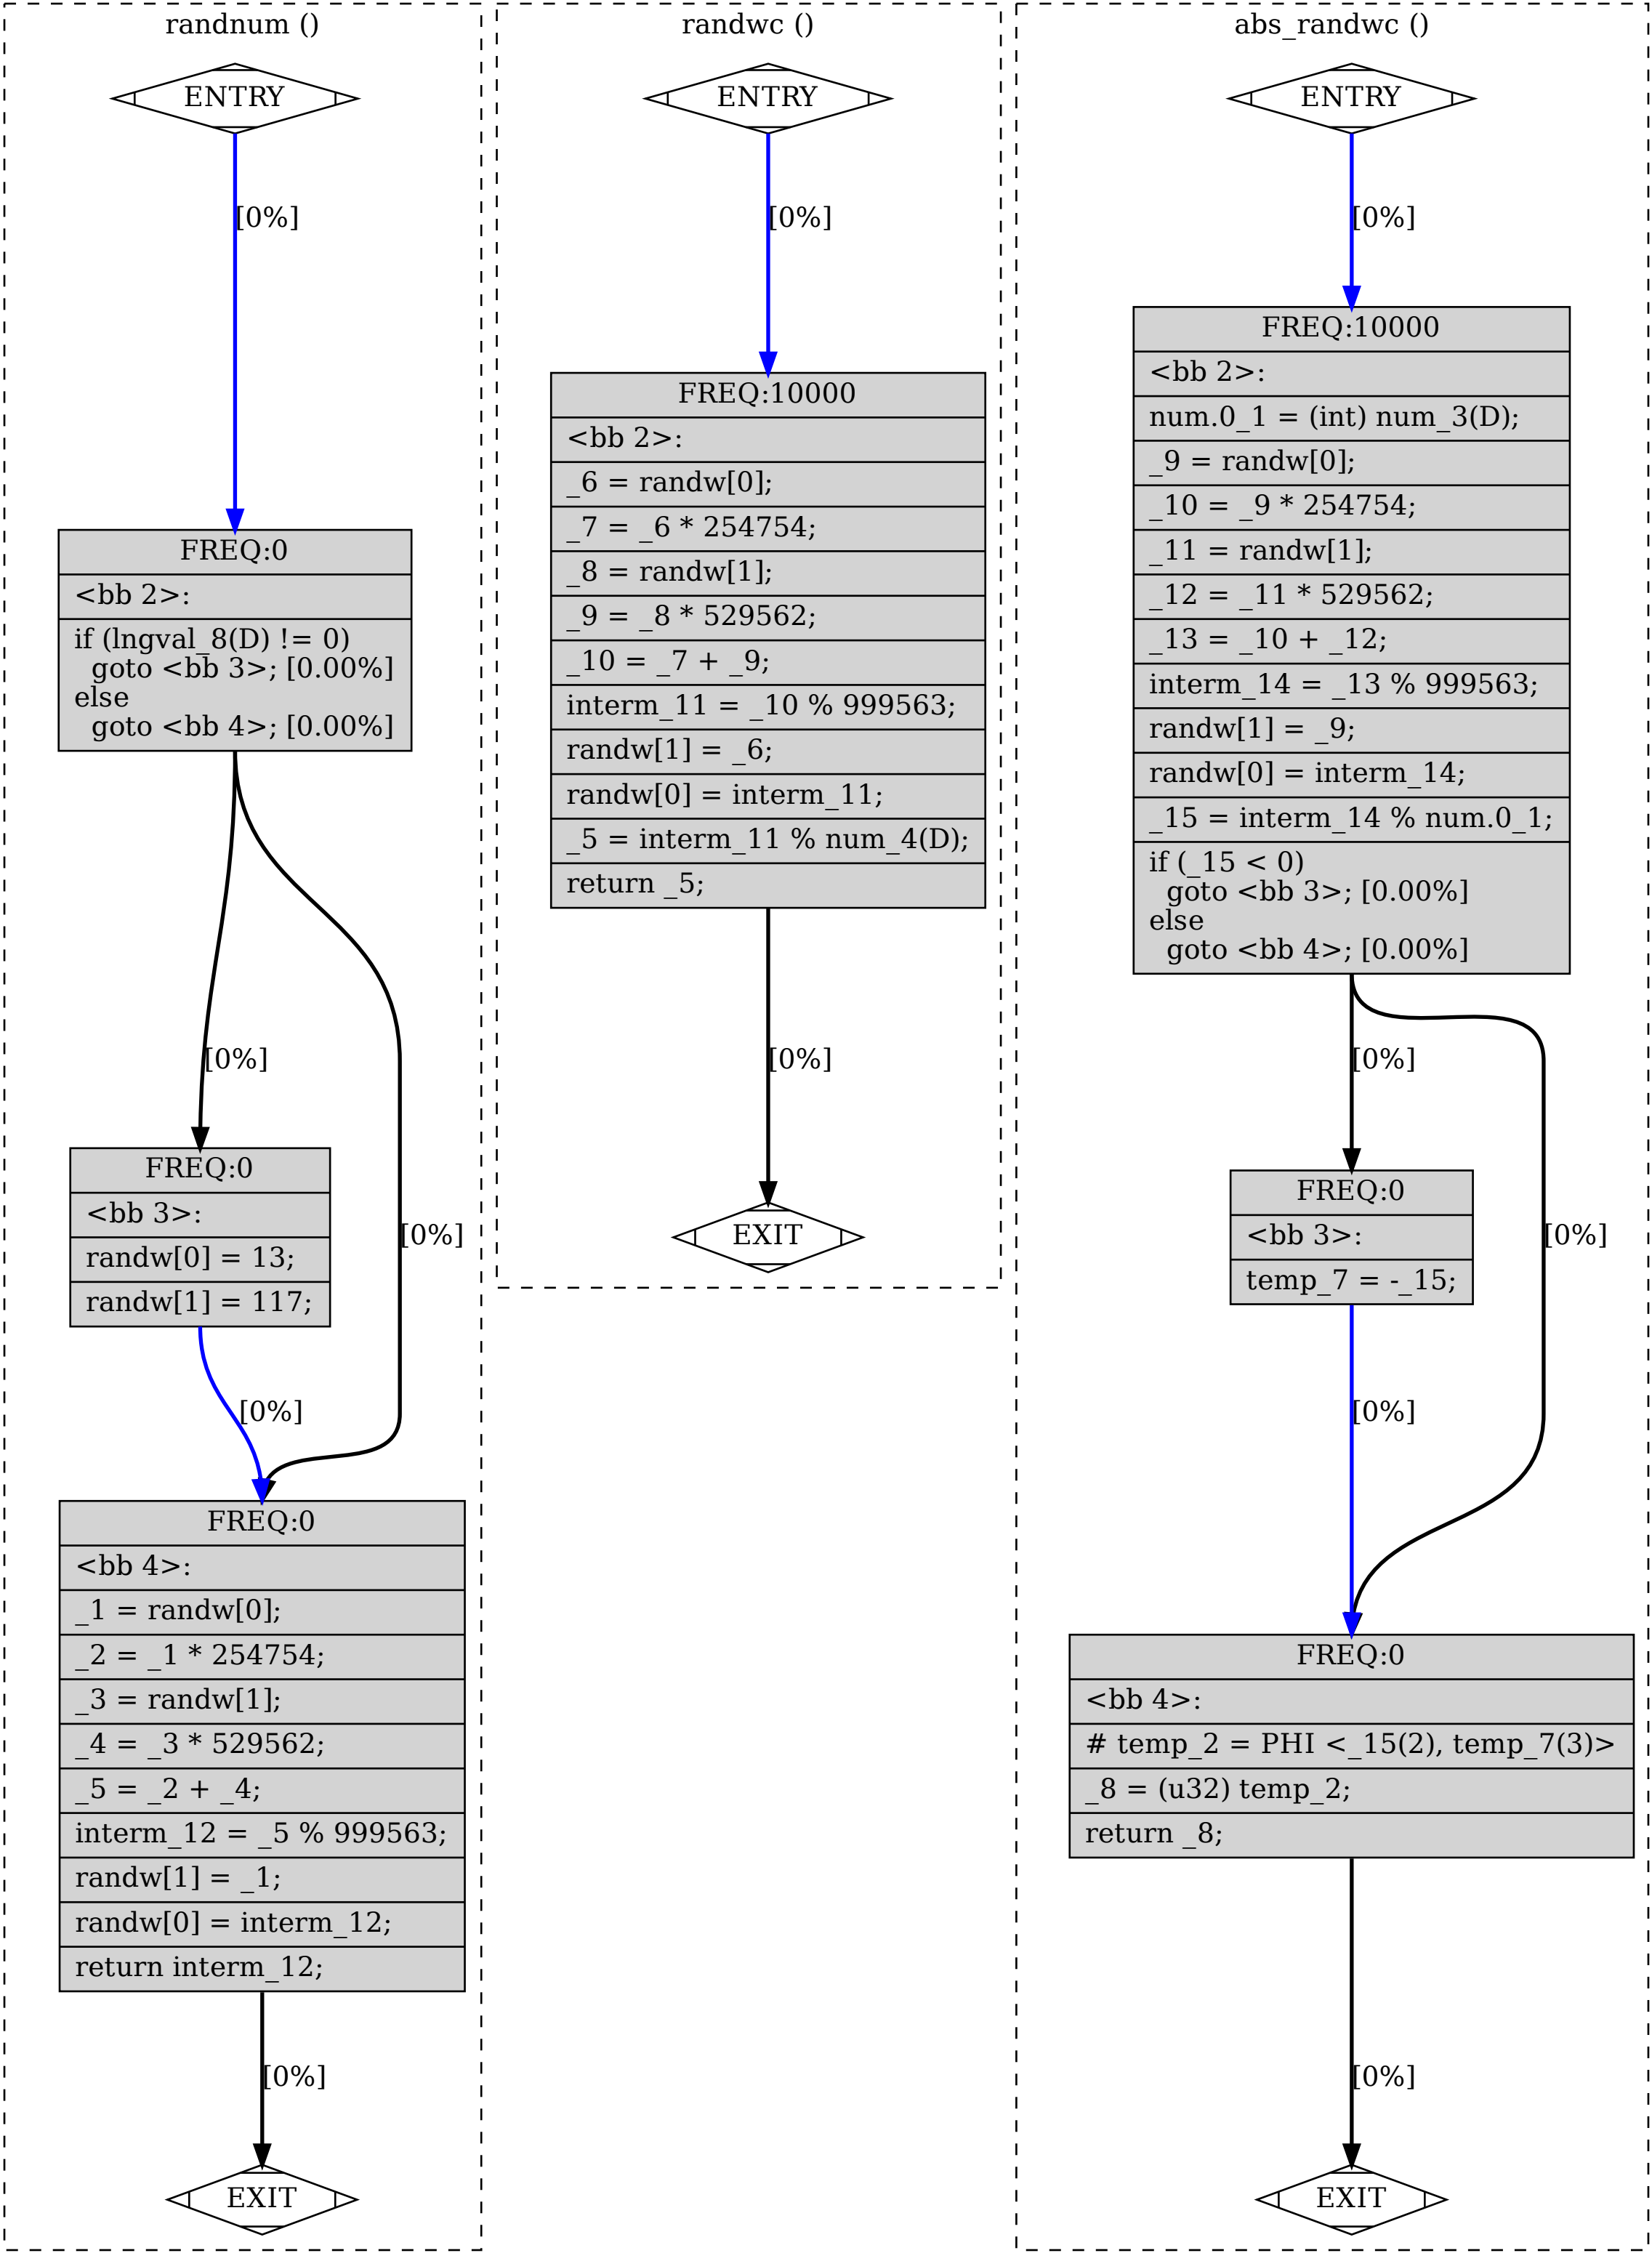 randnum ()
ENTRY
[0%]
FREQ:0
<bb 2>:
if (lngval_8(D) != 0)
  goto <bb 3>; [0.00%]
else
  goto <bb 4>; [0.00%]
[0%]
[0%]
FREQ:0
<bb 3>:
randw[0] = 13;
randw[1] = 117;
[0%]
FREQ:0
<bb 4>:
_1 = randw[0];
_2 = _1 * 254754;
_3 = randw[1];
_4 = _3 * 529562;
_5 = _2 + _4;
interm_12 = _5 % 999563;
randw[1] = _1;
randw[0] = interm_12;
return interm_12;
[0%]
EXIT
randwc ()
ENTRY
[0%]
FREQ:10000
<bb 2>:
_6 = randw[0];
_7 = _6 * 254754;
_8 = randw[1];
_9 = _8 * 529562;
_10 = _7 + _9;
interm_11 = _10 % 999563;
randw[1] = _6;
randw[0] = interm_11;
_5 = interm_11 % num_4(D);
return _5;
[0%]
EXIT
abs_randwc ()
ENTRY
[0%]
FREQ:10000
<bb 2>:
num.0_1 = (int) num_3(D);
_9 = randw[0];
_10 = _9 * 254754;
_11 = randw[1];
_12 = _11 * 529562;
_13 = _10 + _12;
interm_14 = _13 % 999563;
randw[1] = _9;
randw[0] = interm_14;
_15 = interm_14 % num.0_1;
if (_15 < 0)
  goto <bb 3>; [0.00%]
else
  goto <bb 4>; [0.00%]
[0%]
[0%]
FREQ:0
<bb 3>:
temp_7 = -_15;
[0%]
FREQ:0
<bb 4>:
# temp_2 = PHI <_15(2), temp_7(3)>
_8 = (u32) temp_2;
return _8;
[0%]
EXIT